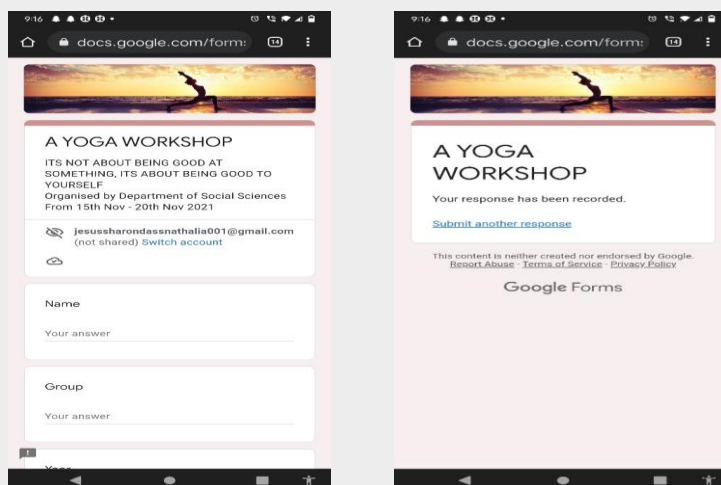 9:16
docs.google.com/form:
14
A YOGA WORKSHOP
ITS NOT ABOUT BEING GOOD AT
SOMETHING, ITS ABOUT BEING GOOD TO
YOURSELF
Organised by Department of Social Sciences
From 15th Nov - 20th Nov 2021
jesussharondassnathalia001@gmail.com
(not shared) Switch account
Name
Your answer
Group
Your answer
Year
9:16
docs.google.com/form:
14
A YOGA
WORKSHOP
Your response has been recorded.
Submit another response
This content is neither created nor endorsed by Google.
Report Abuse - Terms of Service - Privacy Policy
Google Forms